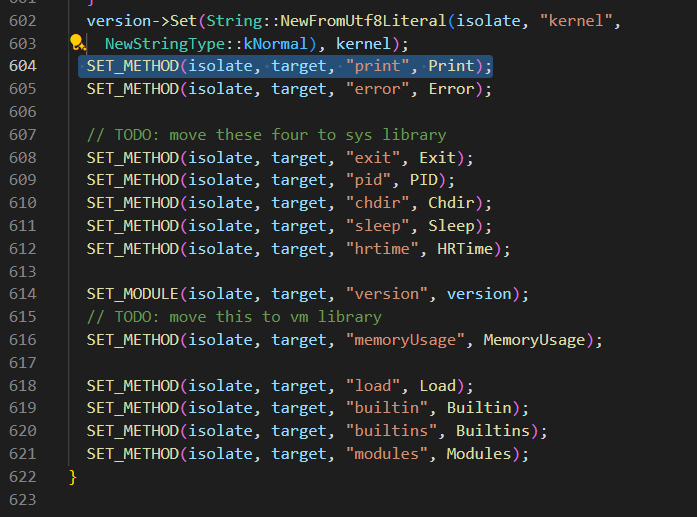 601 }
602 version->Set(String::NewFromUtf8Literal(isolate, "kernel",
603 NewStringType::kNormal), kernel);
604 SET_METHOD(isolate, target, "print", Print);
605 SET_METHOD(isolate, target, "error", Error);
606
607 // TODO: move these four to sys library
608 SET_METHOD(isolate, target, "exit", Exit);
609 SET_METHOD(isolate, target, "pid", PID);
610 SET_METHOD(isolate, target, "chdir", Chdir);
611 SET_METHOD(isolate, target, "sleep", Sleep);
612 SET_METHOD(isolate, target, "hrtime", HRTime);
613
614 SET_MODULE(isolate, target, "version", version);
615 // TODO: move this to vm library
616 SET_METHOD(isolate, target, "memoryUsage", MemoryUsage);
617
618 SET_METHOD(isolate, target, "load", Load);
619 SET_METHOD(isolate, target, "builtin", Builtin);
620 SET_METHOD(isolate, target, "builtins", Builtins);
621 SET_METHOD(isolate, target, "modules", Modules);
622 }
623